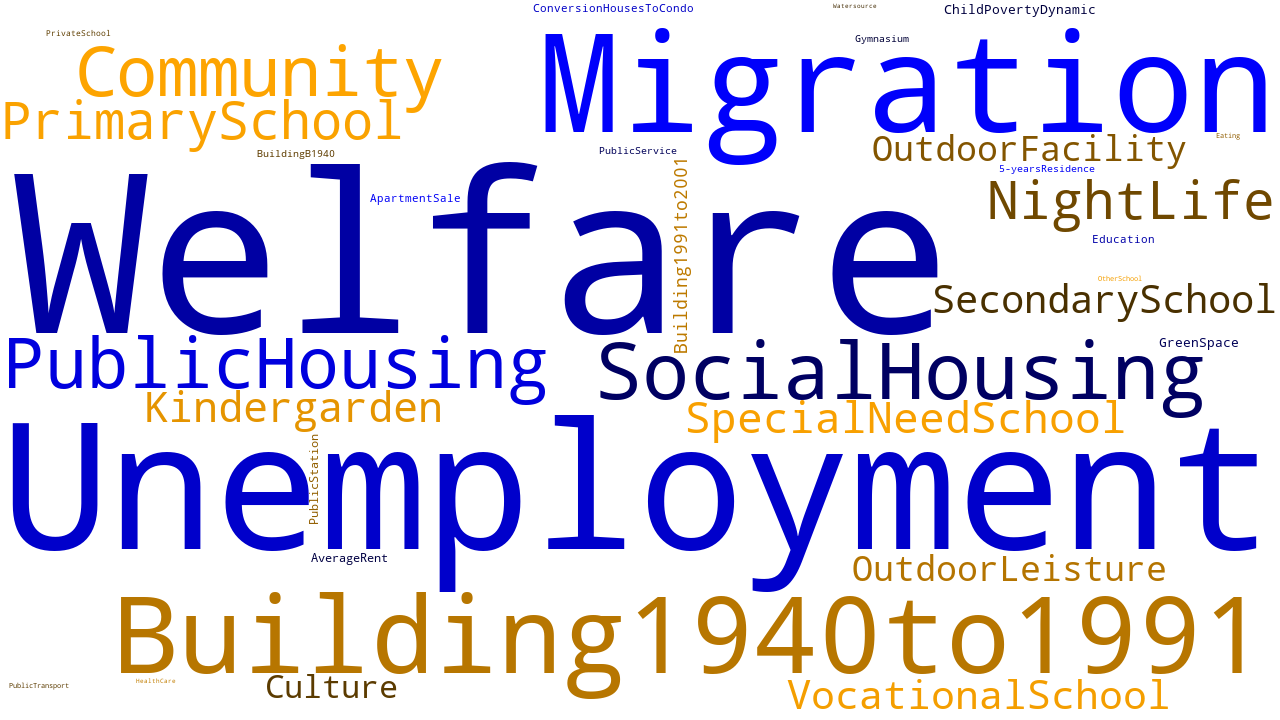 ConversionHousesToCondo
Watersource
ChildPovertyDynamic
PrivateSchool
Gymnasium
Community
Migration
PrimarySchool
Eating
BuildingB1940
PublicService
OutdoorFacility
5-yearsResidence
ApartmentSale
NightLife
Welfare
Building1991to2001
Education
OtherSchool
SecondarySchool
GreenSpace
PublicHousing
SocialHousing
Kindergarden
SpecialNeedSchool
PublicStation
Unemployment
AverageRent
OutdoorLeisture
Building1940to1991
PublicTransport
HealthCare
Culture
VocationalSchool